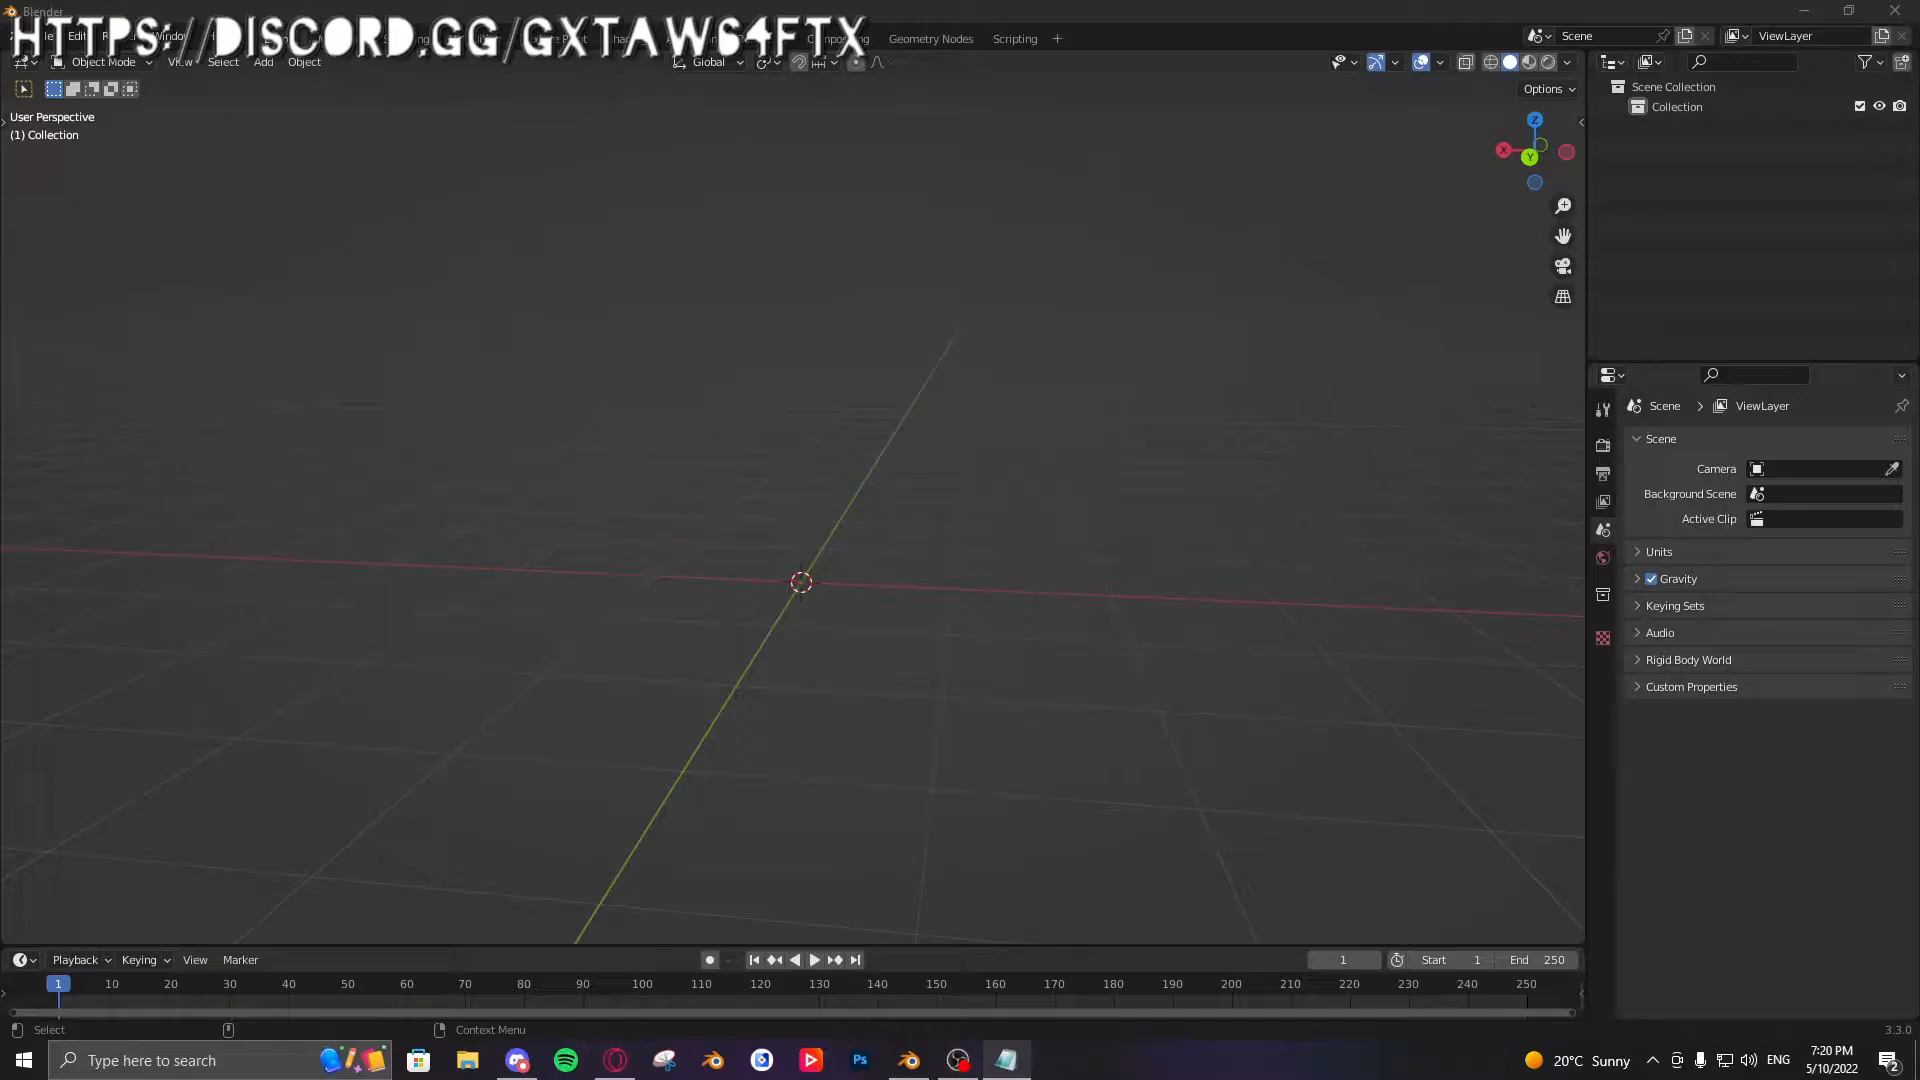 Blender
HTTPS://DISCORD.GG/GXTAWB4FTX
Edit
Window
Geometry Nodes
Scripting
Scene
ViewLayer
Object Mode
View
Select
Add
Object
Global
Options
User Perspective
(1) Collection
Z
X
Y
Scene Collection
Collection
Scene
ViewLayer
Scene
Camera
Background Scene
Active Clip
Units
Gravity
Keying Sets
Audio
Rigid Body World
Custom Properties
Playback
Keying
View
Marker
1
Start 1
End 250
1 10 20 30 40 50 60 70 80 90 100 110 120 130 140 150 160 170 180 190 200 210 220 230 240 250
Select
Context Menu
3.3.0
Type here to search
Ps
20°C Sunny
ENG
7:20 PM
5/10/2022
2